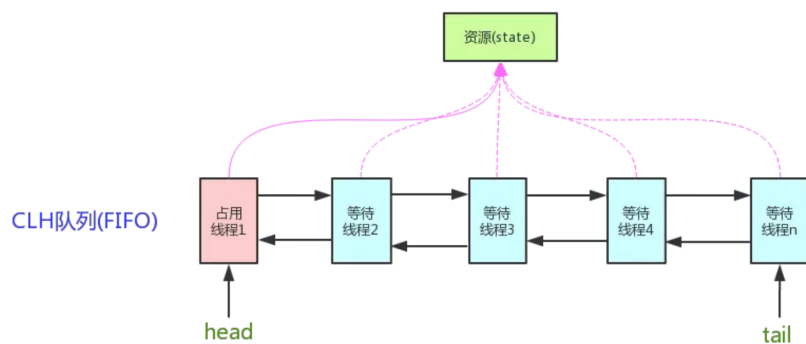 资源(state)
CLH队列(FIFO)
占用
线程1
等待
线程2
等待
线程3
等待
线程4
等待
线程n
head
tail